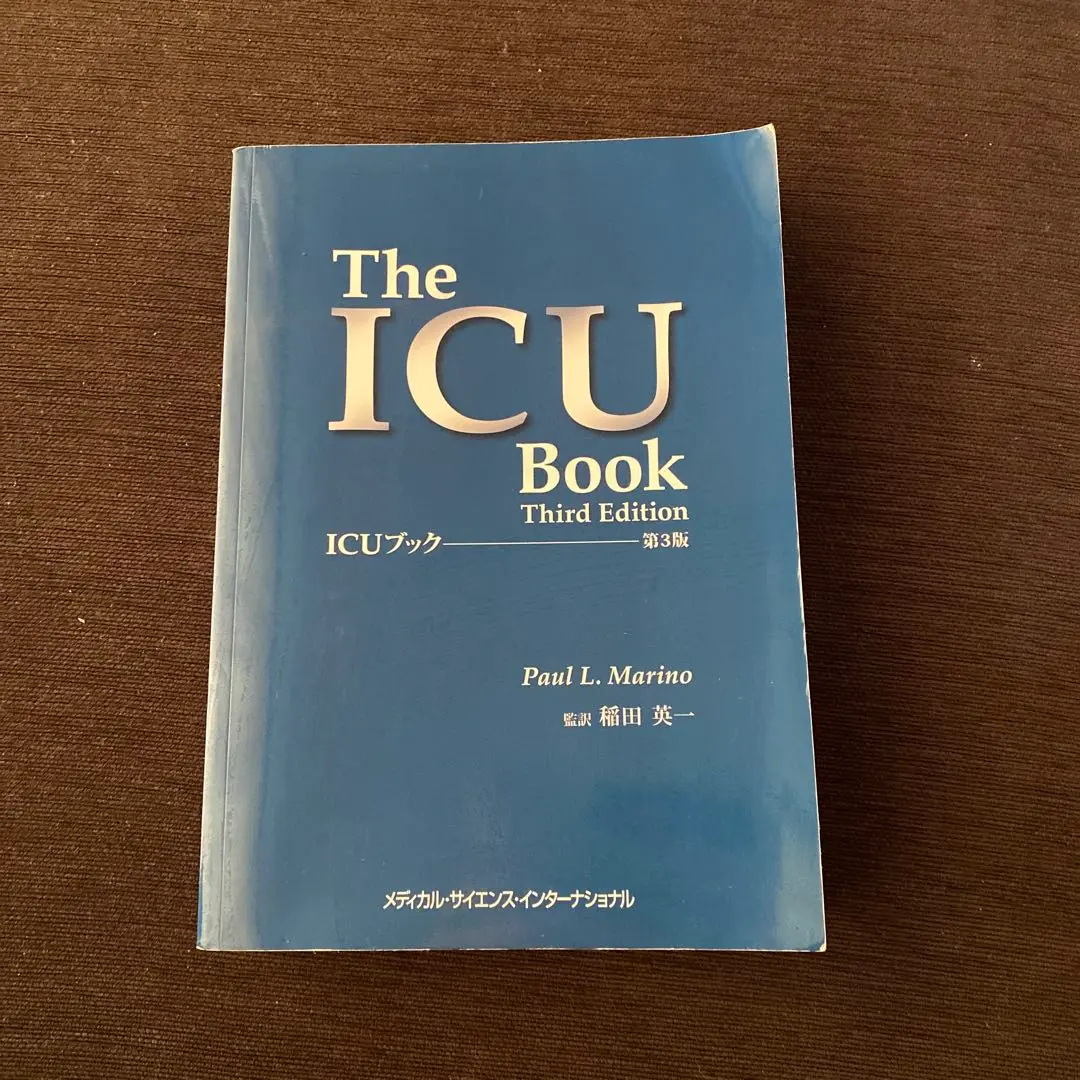 The
ICU
Book
Third Edition
ICUブック 第3版
Paul L. Marino
監訳 稲田 英一
メディカル・サイエンス・インターナショナル